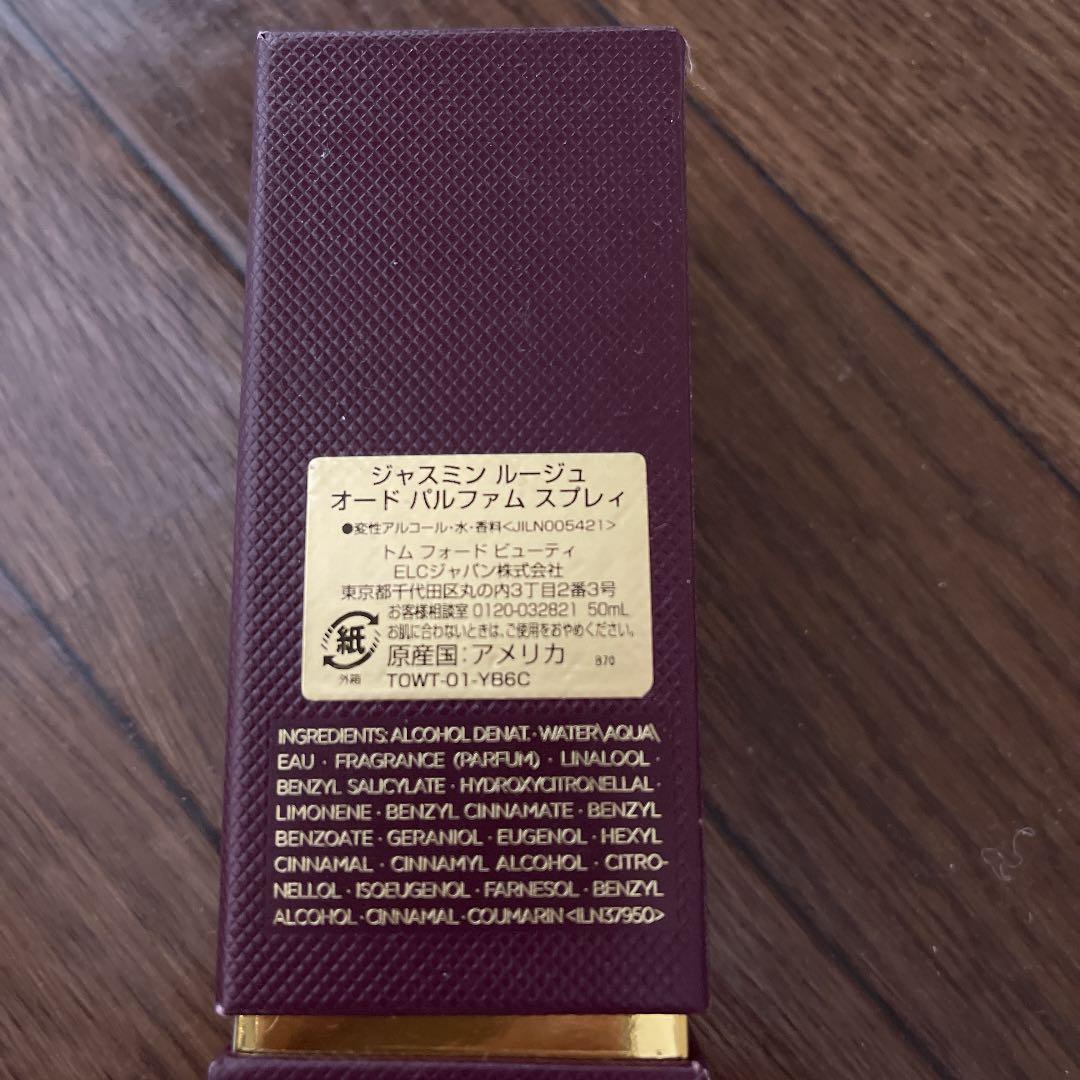 ジャスミン ルージュ
オード パルファム スプレィ
●変性アルコール・水・香料<JILN005421>
トム フォード ビューティ
ELCジャパン株式会社
東京都千代田区丸の内3丁目2番3号
お客様相談室 0120-032821 50mL
お肌に合わないときは、ご使用をおやめください。
紙
原産国:アメリカ B70
外箱 TOWT-01-YB6C
INGREDIENTS: ALCOHOL DENAT. · WATER\AQUA\
EAU · FRAGRANCE (PARFUM) · LINALOOL ·
BENZYL SALICYLATE · HYDROXYCITRONELLAL ·
LIMONENE · BENZYL CINNAMATE · BENZYL
BENZOATE · GERANIOL · EUGENOL · HEXYL
CINNAMAL · CINNAMYL ALCOHOL · CITRO-
NELLOL · ISOEUGENOL · FARNESOL · BENZYL
ALCOHOL · CINNAMAL · COUMARIN <ILN37950>